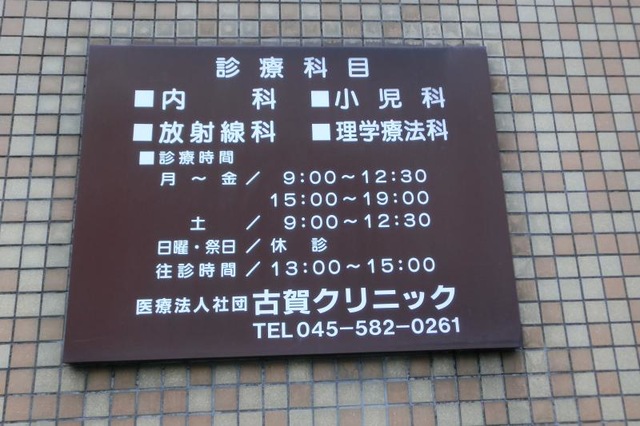 診療科目
■内科 ■小児科
■放射線科 ■理学療法科
■診療時間
月～金／ 9:00～12:30
15:00～19:00
土／ 9:00～12:30
日曜・祭日／休診
往診時間／13:00～15:00
医療法人社団 古賀クリニック
TEL 045-582-0261